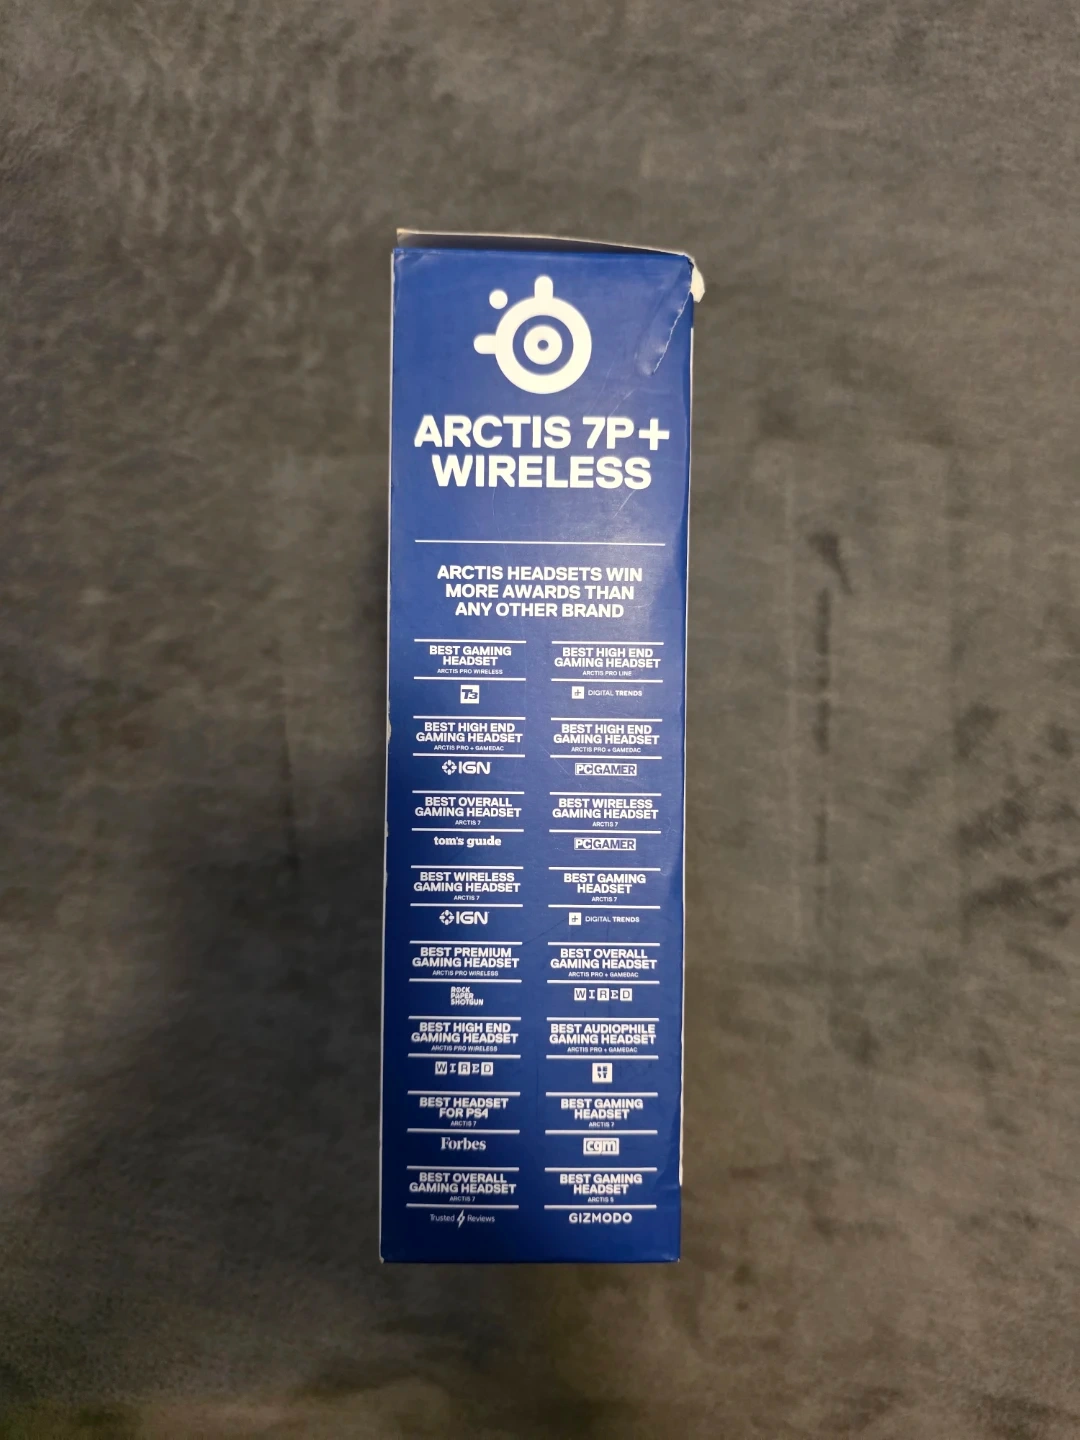 ARCTIS 7P+
WIRELESS
ARCTIS HEADSETS WIN
MORE AWARDS THAN
ANY OTHER BRAND
BEST GAMING
HEADSET
ARCTIS PRO WIRELESS
T3
BEST HIGH END
GAMING HEADSET
ARCTIS PRO LINE
DIGITAL TRENDS
BEST HIGH END
GAMING HEADSET
ARCTIS PRO + GAMEDAC
IGN
BEST HIGH END
GAMING HEADSET
ARCTIS PRO + GAMEDAC
PC GAMER
BEST OVERALL
GAMING HEADSET
ARCTIS 7
tom's guide
BEST WIRELESS
GAMING HEADSET
ARCTIS 7
PC GAMER
BEST WIRELESS
GAMING HEADSET
ARCTIS 7
IGN
BEST GAMING
HEADSET
ARCTIS 7
DIGITAL TRENDS
BEST PREMIUM
GAMING HEADSET
ARCTIS PRO WIRELESS
ROCK
PAPER
SHOTGUN
BEST OVERALL
GAMING HEADSET
ARCTIS PRO + GAMEDAC
WIRED
BEST HIGH END
GAMING HEADSET
ARCTIS PRO WIRELESS
WIRED
BEST AUDIOPHILE
GAMING HEADSET
ARCTIS PRO + GAMEDAC
BEST HEADSET
FOR PS4
ARCTIS 7
Forbes
BEST GAMING
HEADSET
ARCTIS 7
cgm
BEST OVERALL
GAMING HEADSET
ARCTIS 7
Trusted Reviews
BEST GAMING
HEADSET
ARCTIS 5
GIZMODO